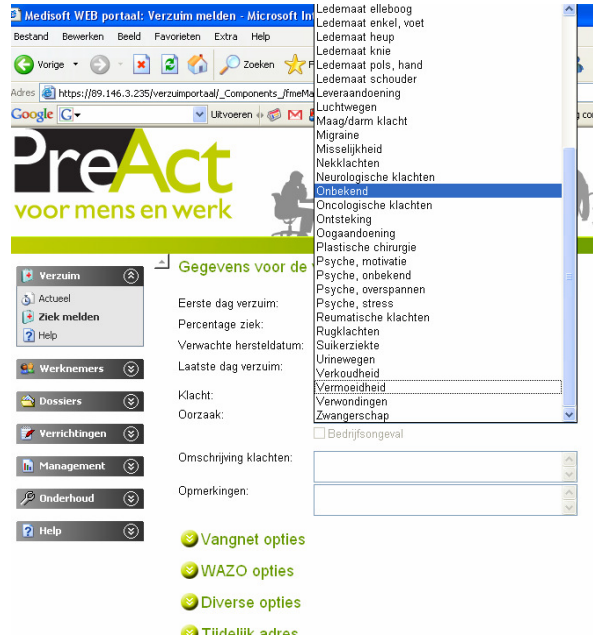 Medisoft WEB portaal: Verzuim melden - Microsoft In
Bestand Bewerken Beeld Favorieten Extra Help
Vorige Zoeken F
Adres https://89.146.3.235/verzuimportaal/_Components_/fmeMa
Google G Uitvoeren
PreAct
voor mens en werk
Ledemaat elleboog
Ledemaat enkel, voet
Ledemaat heup
Ledemaat knie
Ledemaat pols, hand
Ledemaat schouder
Leveraandoening
Luchtwegen
Maag/darm klacht
Migraine
Misselijkheid
Nekklachten
Neurologische klachten
Onbekend
Oncologische klachten
Ontsteking
Oogaandoening
Plastische chirurgie
Psyche, motivatie
Psyche, onbekend
Psyche, overspannen
Psyche, stress
Reumatische klachten
Rugklachten
Suikerziekte
Urinewegen
Verkoudheid
Vermoeidheid
Verwondingen
Zwangerschap
Verzuim
Actueel
Ziek melden
Help
Werknemers
Dossiers
Verrichtingen
Management
Onderhoud
Help
Gegevens voor de
Eerste dag verzuim:
Percentage ziek:
Verwachte hersteldatum:
Laatste dag verzuim:
Klacht:
Oorzaak:
Bedrijfsongeval
Omschrijving klachten:
Opmerkingen:
Vangnet opties
WAZO opties
Diverse opties
Tijdelijk adres